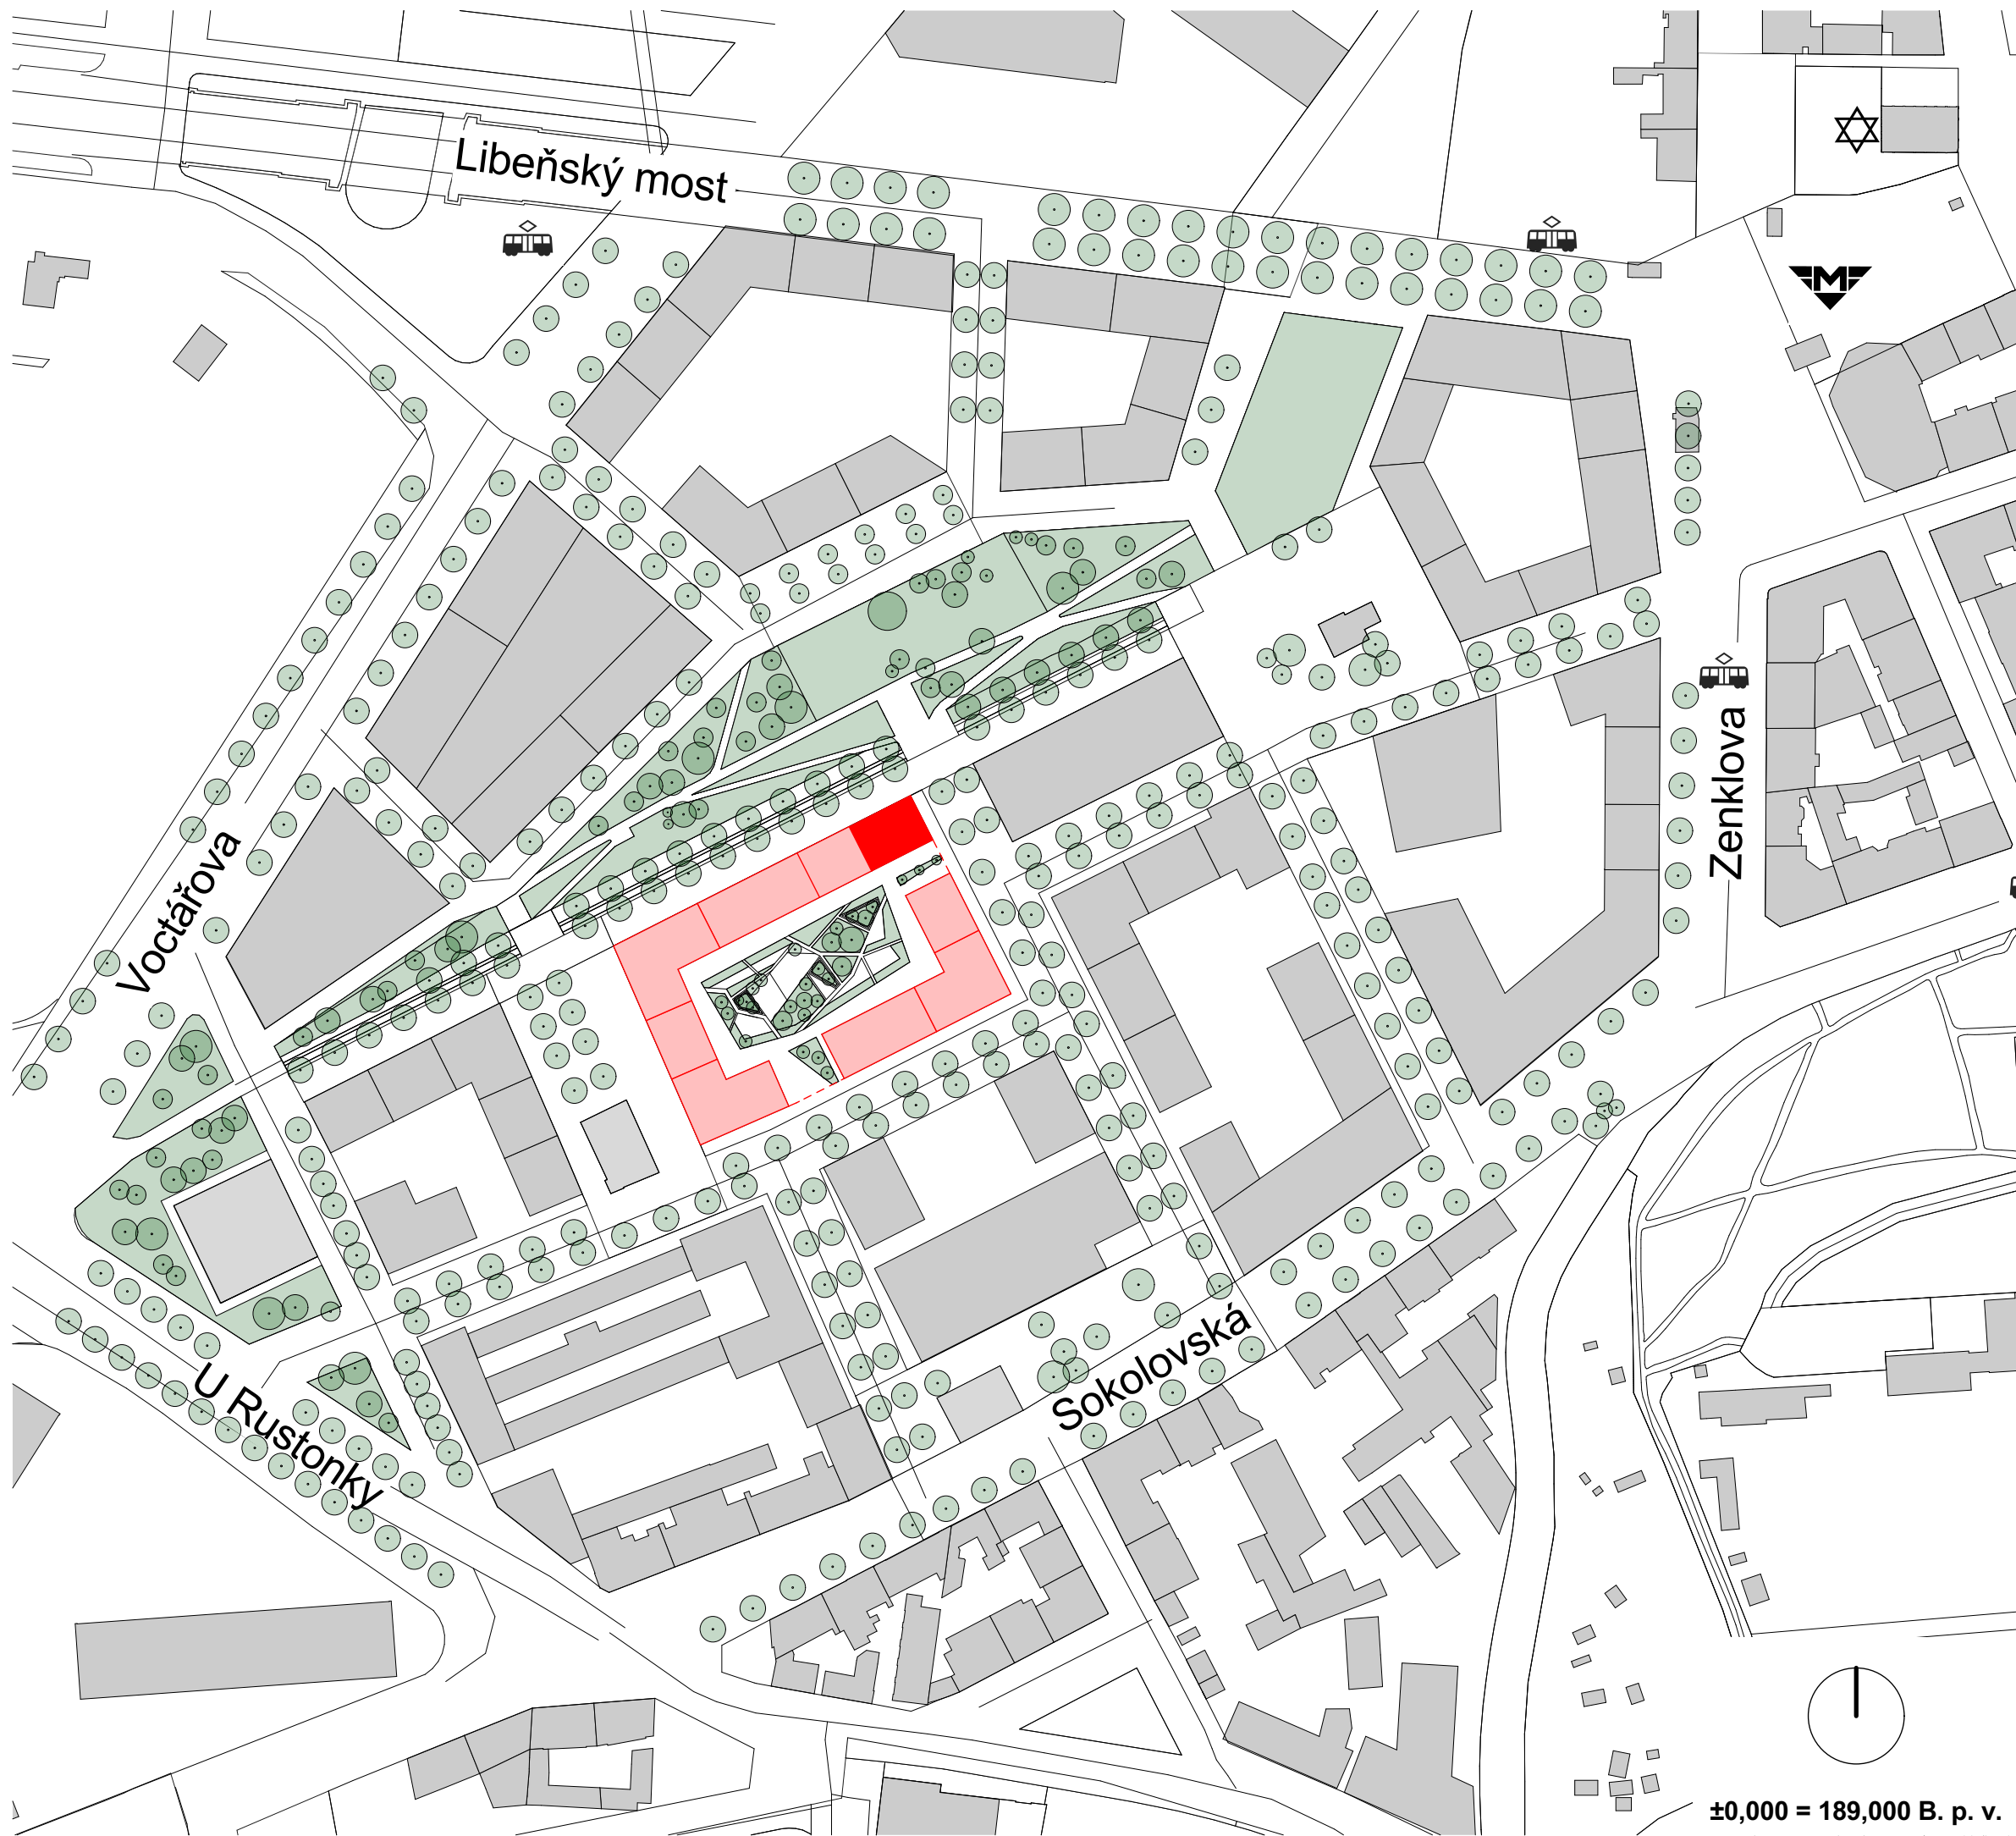 Libeňský most
M
Zenklova
Voctářova
Sokolovská
U Rustonky
±0,000 = 189,000 B. p. v.